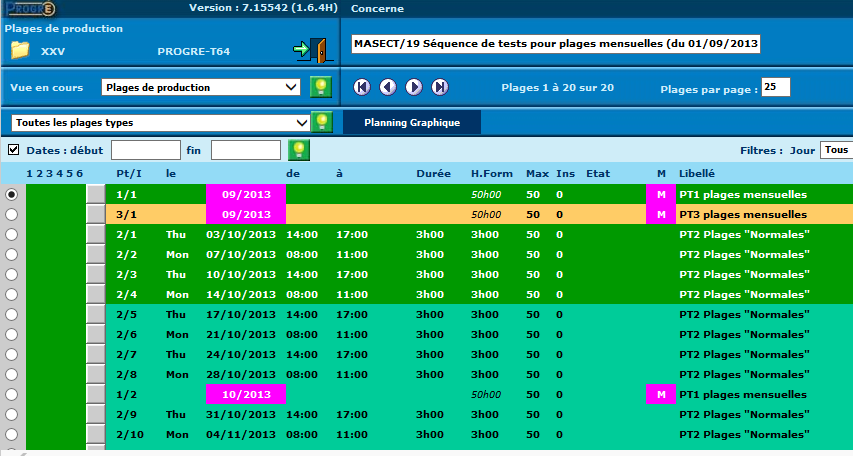 PROGRE Version : 7.15542 (1.6.4H) Concerne
Plages de production
XXV PROGRE-T64 MASECT/19 Séquence de tests pour plages mensuelles (du 01/09/2013
Vue en cours Plages de production Plages 1 à 20 sur 20 Plages par page : 25
Toutes les plages types Planning Graphique
Dates : début fin Filtres : Jour Tous
1 2 3 4 5 6 Pt/I le de à Durée H.Form Max Ins Etat M Libellé
1/1 09/2013 50h00 50 0 M PT1 plages mensuelles
3/1 09/2013 50h00 50 0 M PT3 plages mensuelles
2/1 Thu 03/10/2013 14:00 17:00 3h00 3h00 50 0 PT2 Plages "Normales"
2/2 Mon 07/10/2013 08:00 11:00 3h00 3h00 50 0 PT2 Plages "Normales"
2/3 Thu 10/10/2013 14:00 17:00 3h00 3h00 50 0 PT2 Plages "Normales"
2/4 Mon 14/10/2013 08:00 11:00 3h00 3h00 50 0 PT2 Plages "Normales"
2/5 Thu 17/10/2013 14:00 17:00 3h00 3h00 50 0 PT2 Plages "Normales"
2/6 Mon 21/10/2013 08:00 11:00 3h00 3h00 50 0 PT2 Plages "Normales"
2/7 Thu 24/10/2013 14:00 17:00 3h00 3h00 50 0 PT2 Plages "Normales"
2/8 Mon 28/10/2013 08:00 11:00 3h00 3h00 50 0 PT2 Plages "Normales"
1/2 10/2013 50h00 50 0 M PT1 plages mensuelles
2/9 Thu 31/10/2013 14:00 17:00 3h00 3h00 50 0 PT2 Plages "Normales"
2/10 Mon 04/11/2013 08:00 11:00 3h00 3h00 50 0 PT2 Plages "Normales"